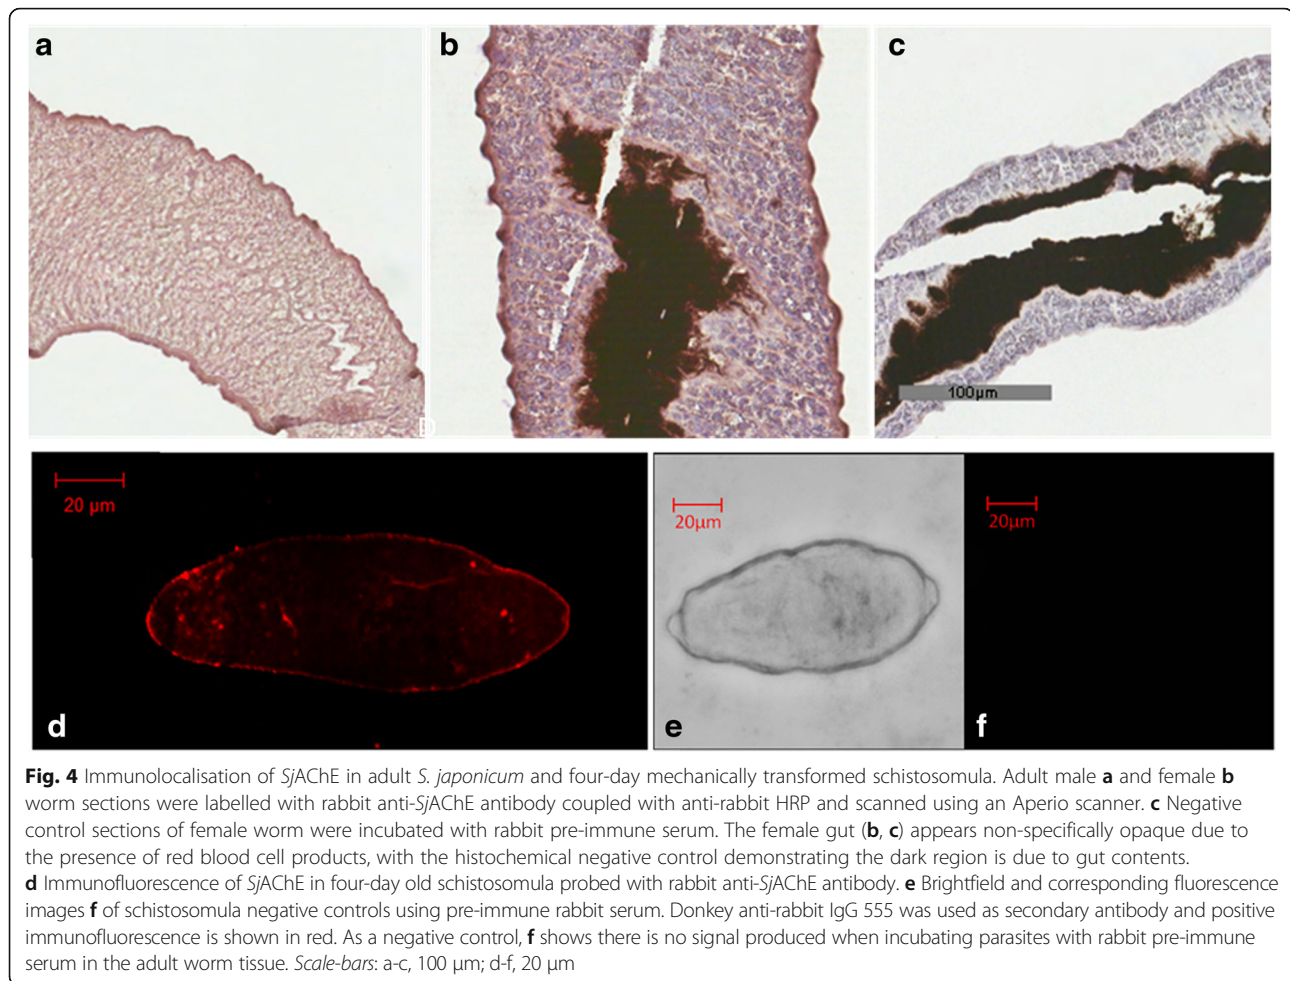 a
b
c
D
100µm
20 µm
20µm
20µm
d
e
f
Fig. 4 Immunolocalisation of SjAChE in adult S. japonicum and four-day mechanically transformed schistosomula. Adult male a and female b
worm sections were labelled with rabbit anti-SjAChE antibody coupled with anti-rabbit HRP and scanned using an Aperio scanner. c Negative
control sections of female worm were incubated with rabbit pre-immune serum. The female gut (b, c) appears non-specifically opaque due to
the presence of red blood cell products, with the histochemical negative control demonstrating the dark region is due to gut contents.
d Immunofluorescence of SjAChE in four-day old schistosomula probed with rabbit anti-SjAChE antibody. e Brightfield and corresponding fluorescence
images f of schistosomula negative controls using pre-immune rabbit serum. Donkey anti-rabbit IgG 555 was used as secondary antibody and positive
immunofluorescence is shown in red. As a negative control, f shows there is no signal produced when incubating parasites with rabbit pre-immune
serum in the adult worm tissue. Scale-bars: a-c, 100 µm; d-f, 20 µm